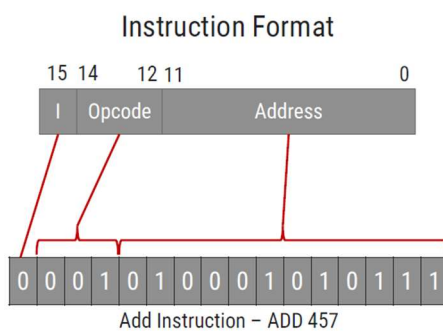 Instruction Format
15 14 12 11 0
I Opcode Address
0 0 0 1 0 1 0 0 0 1 0 1 0 1 1 1
Add Instruction – ADD 457